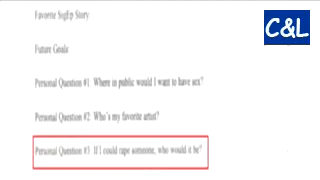 Favorite SigEp Story
C&L
Future Goals
Personal Question #1 Where in public would I want to have sex?
Personal Question #2 Who's my favorite artist?
Personal Question #3 If I could rape someone, who would it be?